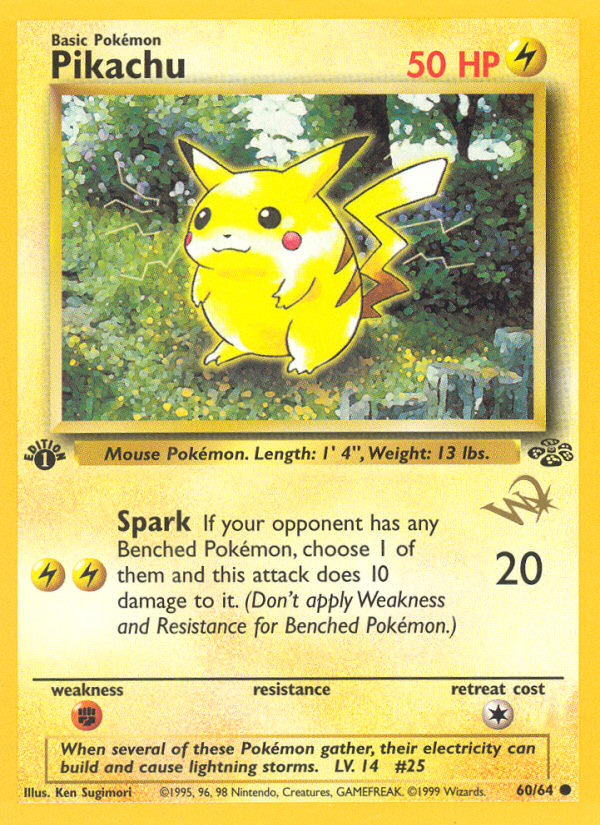 Basic Pokémon
Pikachu
50 HP
EDITION
1
Mouse Pokémon. Length: 1' 4", Weight: 13 lbs.
W
Spark If your opponent has any
Benched Pokémon, choose 1 of
them and this attack does 10
damage to it. (Don't apply Weakness
and Resistance for Benched Pokémon.)
20
weakness
resistance
retreat cost
When several of these Pokémon gather, their electricity can
build and cause lightning storms. LV. 14 #25
Illus. Ken Sugimori ©1995, 96, 98 Nintendo, Creatures, GAMEFREAK. ©1999 Wizards. 60/64